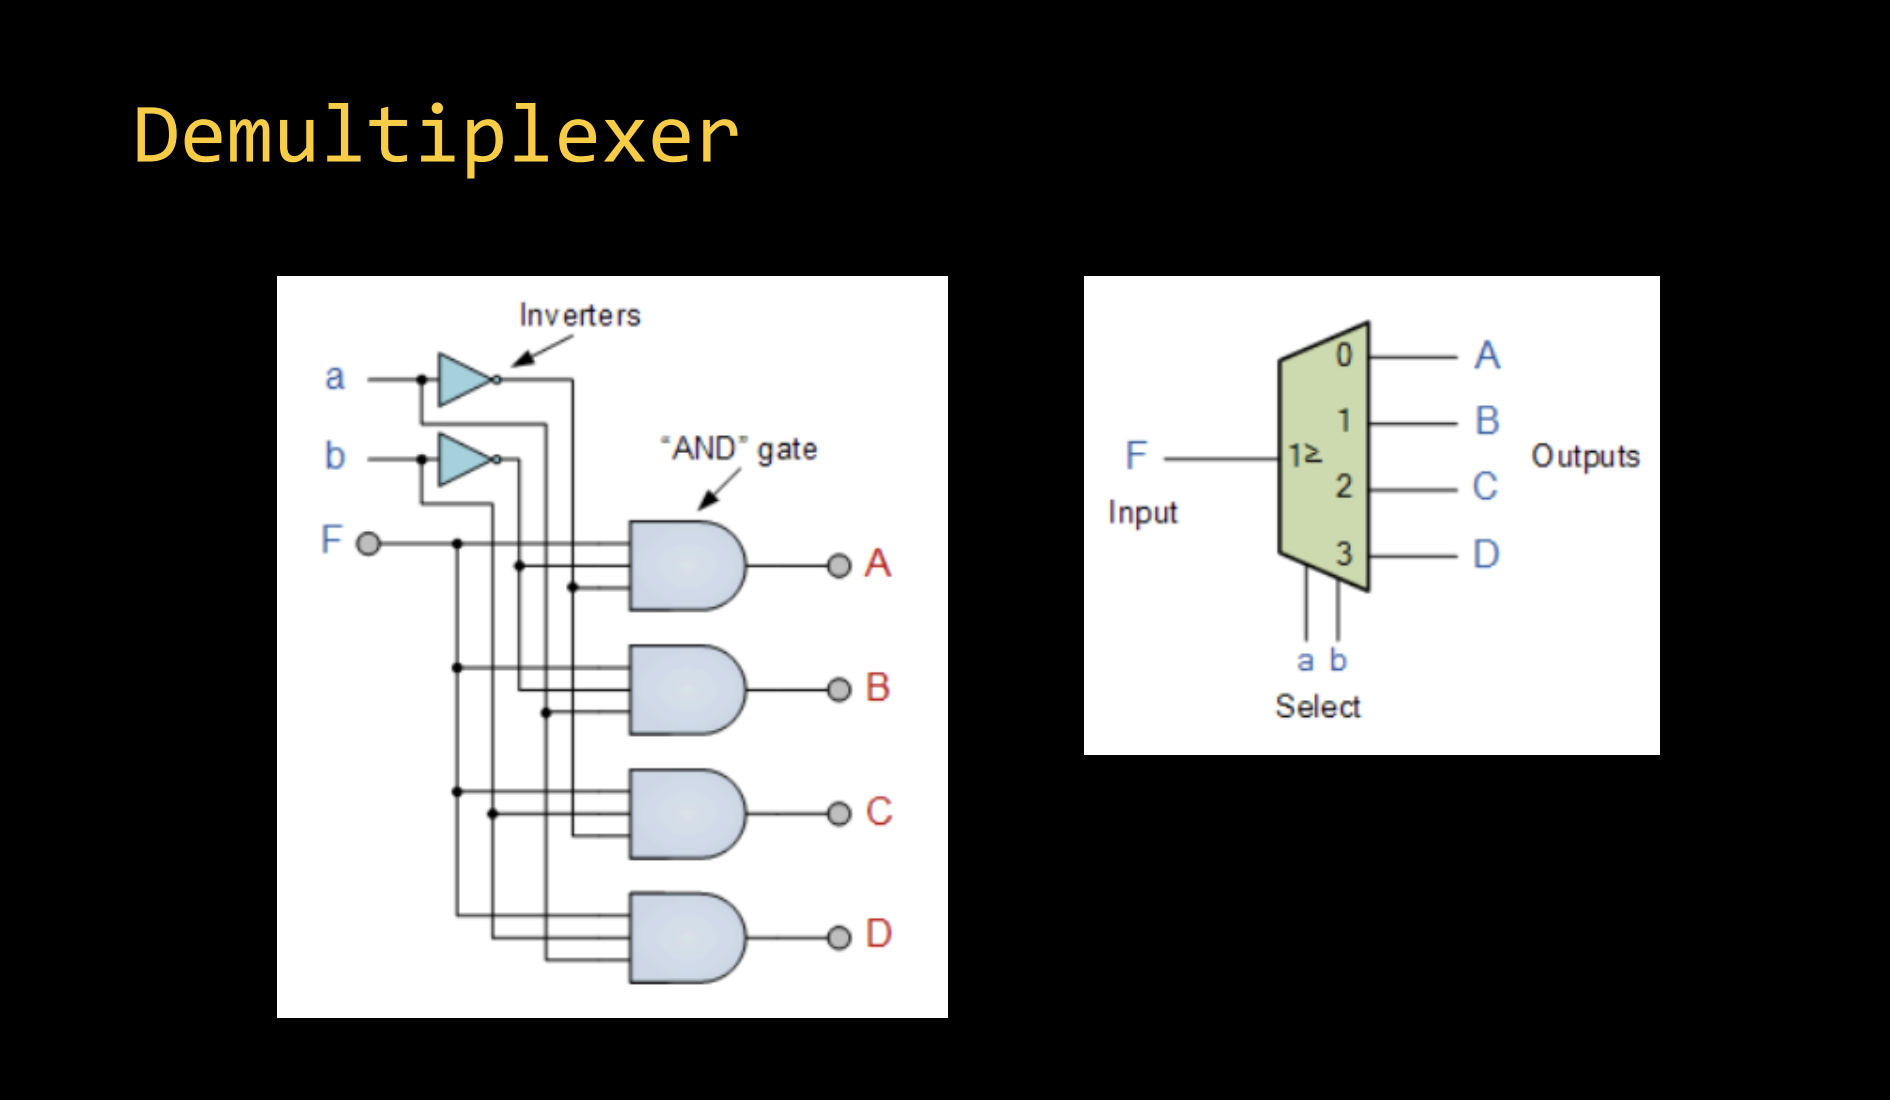 Demultiplexer
Inverters
a
b
"AND" gate
F
A
B
C
D
0
A
1
B
F
1≥
Outputs
2
C
Input
3
D
a b
Select